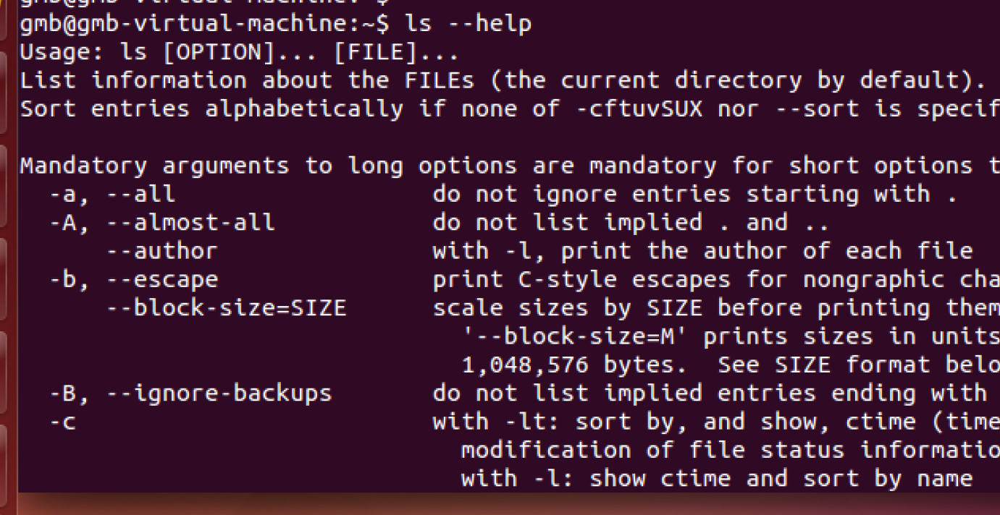 gmb@gmb-virtual-machine:~$
gmb@gmb-virtual-machine:~$ ls --help
Usage: ls [OPTION]... [FILE]...
List information about the FILEs (the current directory by default).
Sort entries alphabetically if none of -cftuvSUX nor --sort is specif
Mandatory arguments to long options are mandatory for short options t
-a, --all do not ignore entries starting with .
-A, --almost-all do not list implied . and ..
--author with -l, print the author of each file
-b, --escape print C-style escapes for nongraphic cha
--block-size=SIZE scale sizes by SIZE before printing them
'--block-size=M' prints sizes in units
1,048,576 bytes.  See SIZE format belo
-B, --ignore-backups do not list implied entries ending with
-c with -lt: sort by, and show, ctime (time
modification of file status informatio
with -l: show ctime and sort by name